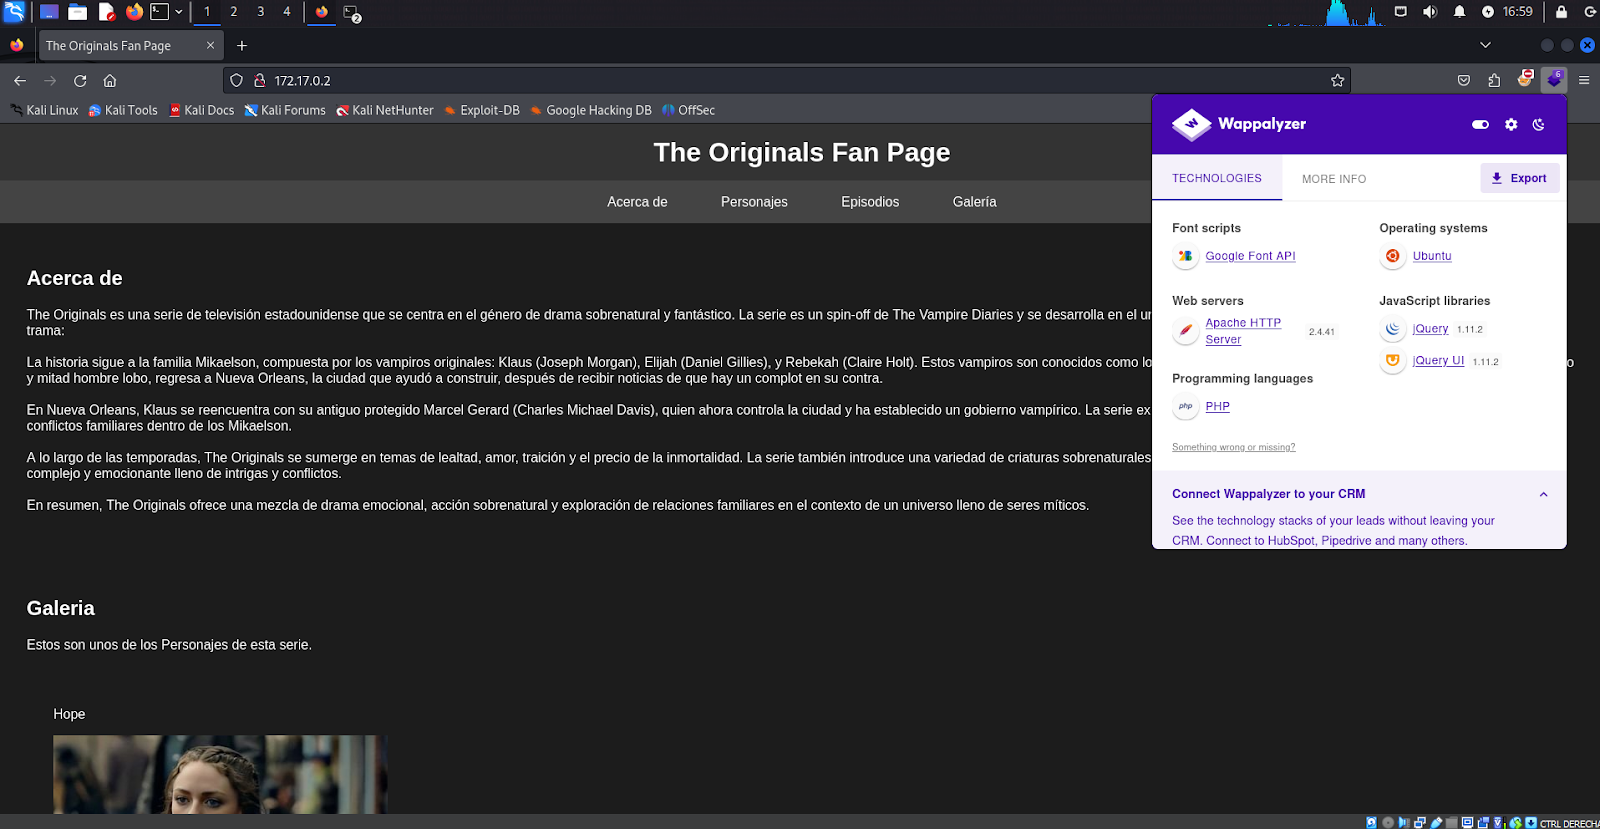 1 2 3 4 2 16:59
The Originals Fan Page
172.17.0.2
6
Kali Linux Kali Tools Kali Docs Kali Forums Kali NetHunter Exploit-DB Google Hacking DB OffSec
The Originals Fan Page
Acerca de Personajes Episodios Galería
Acerca de
The Originals es una serie de televisión estadounidense que se centra en el género de drama sobrenatural y fantástico. La serie es un spin-off de The Vampire Diaries y se desarrolla en el
trama:
La historia sigue a la familia Mikaelson, compuesta por los vampiros originales: Klaus (Joseph Morgan), Elijah (Daniel Gillies), y Rebekah (Claire Holt). Estos vampiros son conocidos como
y mitad hombre lobo, regresa a Nueva Orleans, la ciudad que ayudó a construir, después de recibir noticias de que hay un complot en su contra.
En Nueva Orleans, Klaus se reencuentra con su antiguo protegido Marcel Gerard (Charles Michael Davis), quien ahora controla la ciudad y ha establecido un gobierno vampírico. La serie
conflictos familiares dentro de los Mikaelson.
A lo largo de las temporadas, The Originals se sumerge en temas de lealtad, amor, traición y el precio de la inmortalidad. La serie también introduce una variedad de criaturas sobrenaturales
complejo y emocionante lleno de intrigas y conflictos.
En resumen, The Originals ofrece una mezcla de drama emocional, acción sobrenatural y exploración de relaciones familiares en el contexto de un universo lleno de seres míticos.
Galeria
Estos son unos de los Personajes de esta serie.
Hope
Wappalyzer
TECHNOLOGIES MORE INFO Export
Font scripts
Google Font API
Operating systems
Ubuntu
Web servers
Apache HTTP
Server 2.4.41
JavaScript libraries
jQuery 1.11.2
jQuery UI 1.11.2
Programming languages
php PHP
Something wrong or missing?
Connect Wappalyzer to your CRM
See the technology stacks of your leads without leaving your
CRM. Connect to HubSpot, Pipedrive and many others.
CTRL DERECHA